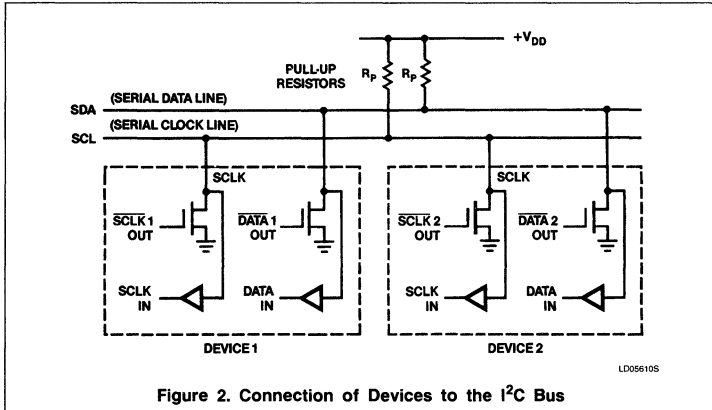 +VDD
PULL-UP
RESISTORS
RP RP
SDA (SERIAL DATA LINE)
SCL (SERIAL CLOCK LINE)
SCLK
SCLK 1
OUT
DATA 1
OUT
SCLK
IN
DATA
IN
DEVICE 1
SCLK
SCLK 2
OUT
DATA 2
OUT
SCLK
IN
DATA
IN
DEVICE 2
LD05610S
Figure 2. Connection of Devices to the I²C Bus